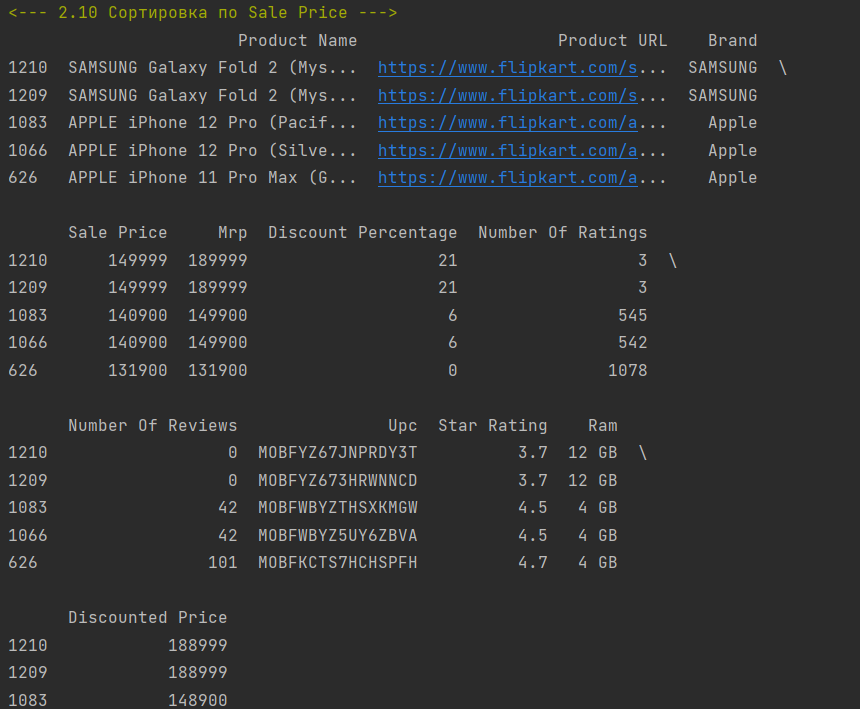 <--- 2.10 Сортировка по Sale Price --->
Product Name Product URL Brand
1210 SAMSUNG Galaxy Fold 2 (Mys... https://www.flipkart.com/s... SAMSUNG \
1209 SAMSUNG Galaxy Fold 2 (Mys... https://www.flipkart.com/s... SAMSUNG
1083 APPLE iPhone 12 Pro (Pacif... https://www.flipkart.com/a... Apple
1066 APPLE iPhone 12 Pro (Silve... https://www.flipkart.com/a... Apple
626 APPLE iPhone 11 Pro Max (G... https://www.flipkart.com/a... Apple
Sale Price Mrp Discount Percentage Number Of Ratings
1210 149999 189999 21 3 \
1209 149999 189999 21 3
1083 140900 149900 6 545
1066 140900 149900 6 542
626 131900 131900 0 1078
Number Of Reviews Upc Star Rating Ram
1210 0 MOBFYZ67JNPRDY3T 3.7 12 GB \
1209 0 MOBFYZ673HRWNNCD 3.7 12 GB
1083 42 MOBFWBYZTHSXKMGW 4.5 4 GB
1066 42 MOBFWBYZ5UY6ZBVA 4.5 4 GB
626 101 MOBFKCTS7HCHSPFH 4.7 4 GB
Discounted Price
1210 188999
1209 188999
1083 148900